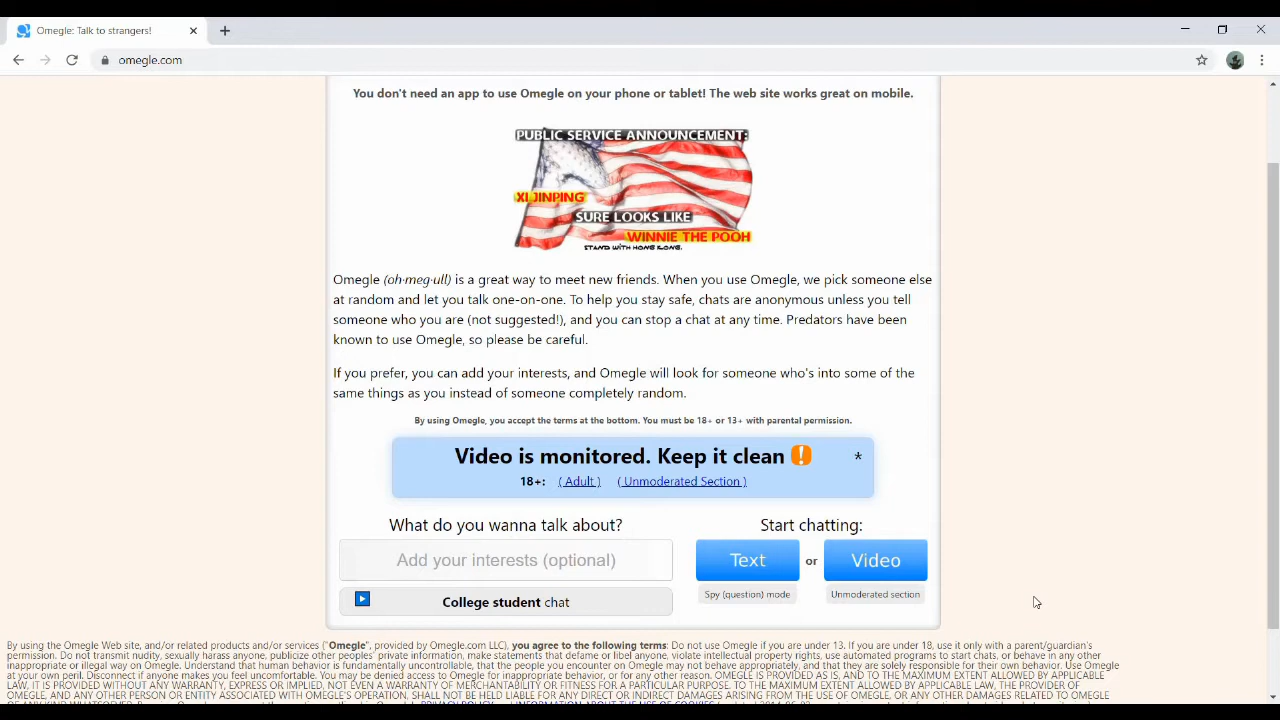 Omegle: Talk to strangers!
omegle.com
You don't need an app to use Omegle on your phone or tablet! The web site works great on mobile.
PUBLIC SERVICE ANNOUNCEMENT:
XI JINPING
SURE LOOKS LIKE
WINNIE THE POOH
STAND WITH HONG KONG.
Omegle (oh·meg·ull) is a great way to meet new friends. When you use Omegle, we pick someone else
at random and let you talk one-on-one. To help you stay safe, chats are anonymous unless you tell
someone who you are (not suggested!), and you can stop a chat at any time. Predators have been
known to use Omegle, so please be careful.
If you prefer, you can add your interests, and Omegle will look for someone who's into some of the
same things as you instead of someone completely random.
By using Omegle, you accept the terms at the bottom. You must be 18+ or 13+ with parental permission.
Video is monitored. Keep it clean ! *
18+: ( Adult ) ( Unmoderated Section )
What do you wanna talk about? Start chatting:
Add your interests (optional) Text or Video
Spy (question) mode Unmoderated section
College student chat
By using the Omegle Web site, and/or related products and/or services ("Omegle", provided by Omegle.com LLC), you agree to the following terms: Do not use Omegle if you are under 13. If you are under 18, use it only with a parent/guardian's
permission. Do not transmit nudity, sexually harass anyone, publicize other peoples' private information, make statements that defame or libel anyone, violate intellectual property rights, use automated programs to start chats, or behave in any other
inappropriate or illegal way on Omegle. Understand that human behavior is fundamentally uncontrollable, that the people you encounter on Omegle may not behave appropriately, and that they are solely responsible for their own behavior. Use Omegle
at your own peril. Disconnect if anyone makes you feel uncomfortable. You may be denied access to Omegle for inappropriate behavior, or for any other reason. OMEGLE IS PROVIDED AS IS, AND TO THE MAXIMUM EXTENT ALLOWED BY APPLICABLE
LAW, IT IS PROVIDED WITHOUT ANY WARRANTY, EXPRESS OR IMPLIED, NOT EVEN A WARRANTY OF MERCHANTABILITY OR FITNESS FOR A PARTICULAR PURPOSE. TO THE MAXIMUM EXTENT ALLOWED BY APPLICABLE LAW, THE PROVIDER OF
OMEGLE, AND ANY OTHER PERSON OR ENTITY ASSOCIATED WITH OMEGLE'S OPERATION, SHALL NOT BE HELD LIABLE FOR ANY DIRECT OR INDIRECT DAMAGES ARISING FROM THE USE OF OMEGLE, OR ANY OTHER DAMAGES RELATED TO OMEGLE